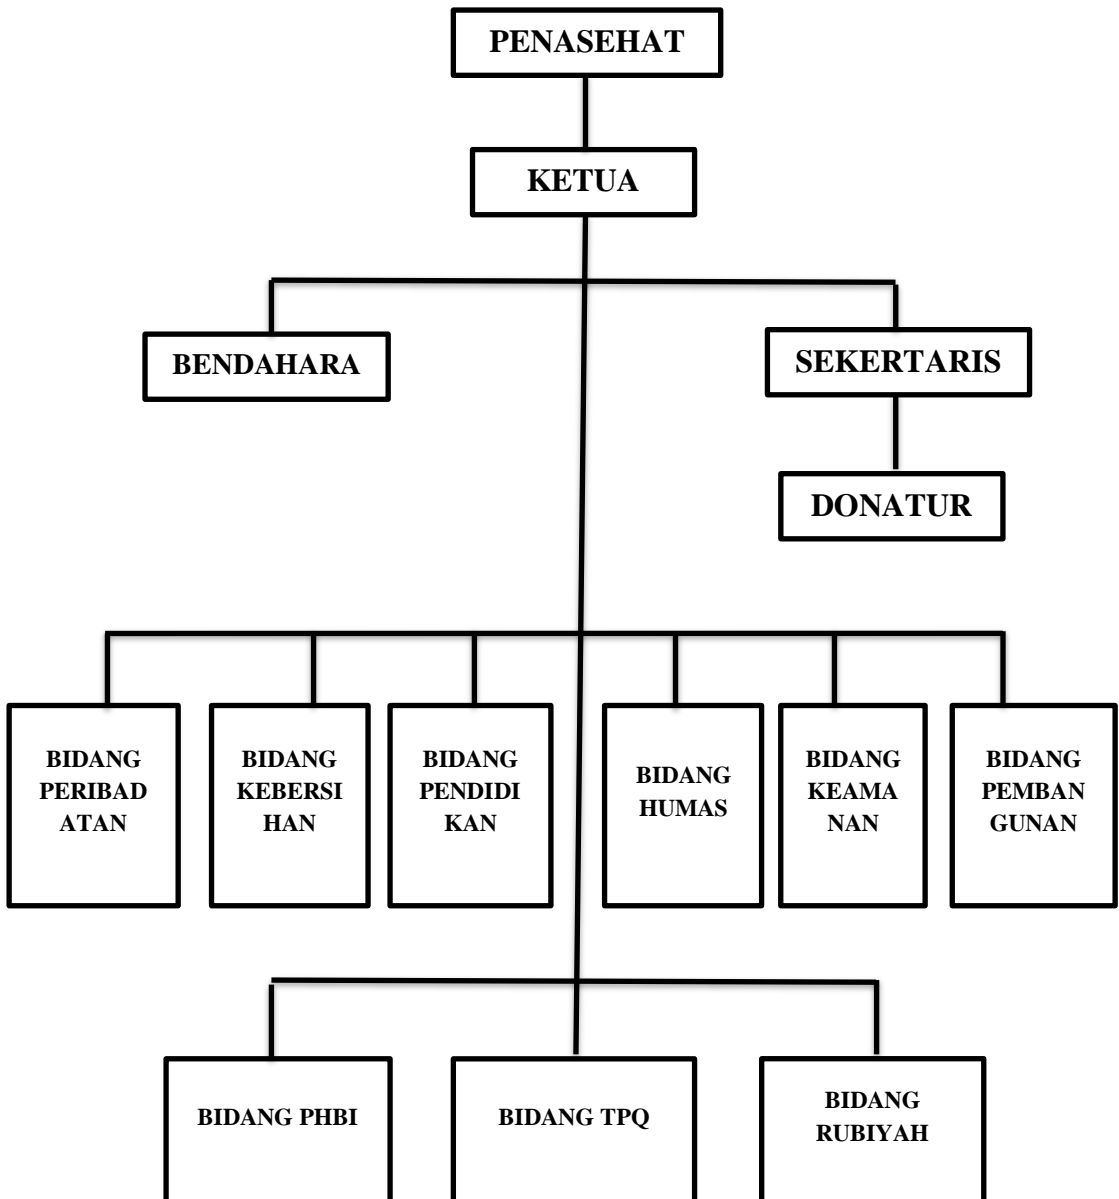 PENASEHAT
KETUA
BENDAHARA
SEKERTARIS
DONATUR
BIDANG
PERIBAD
ATAN
BIDANG
KEBERSI
HAN
BIDANG
PENDIDI
KAN
BIDANG
HUMAS
BIDANG
KEAMA
NAN
BIDANG
PEMBAN
GUNAN
BIDANG PHBI
BIDANG TPQ
BIDANG
RUBIYAH